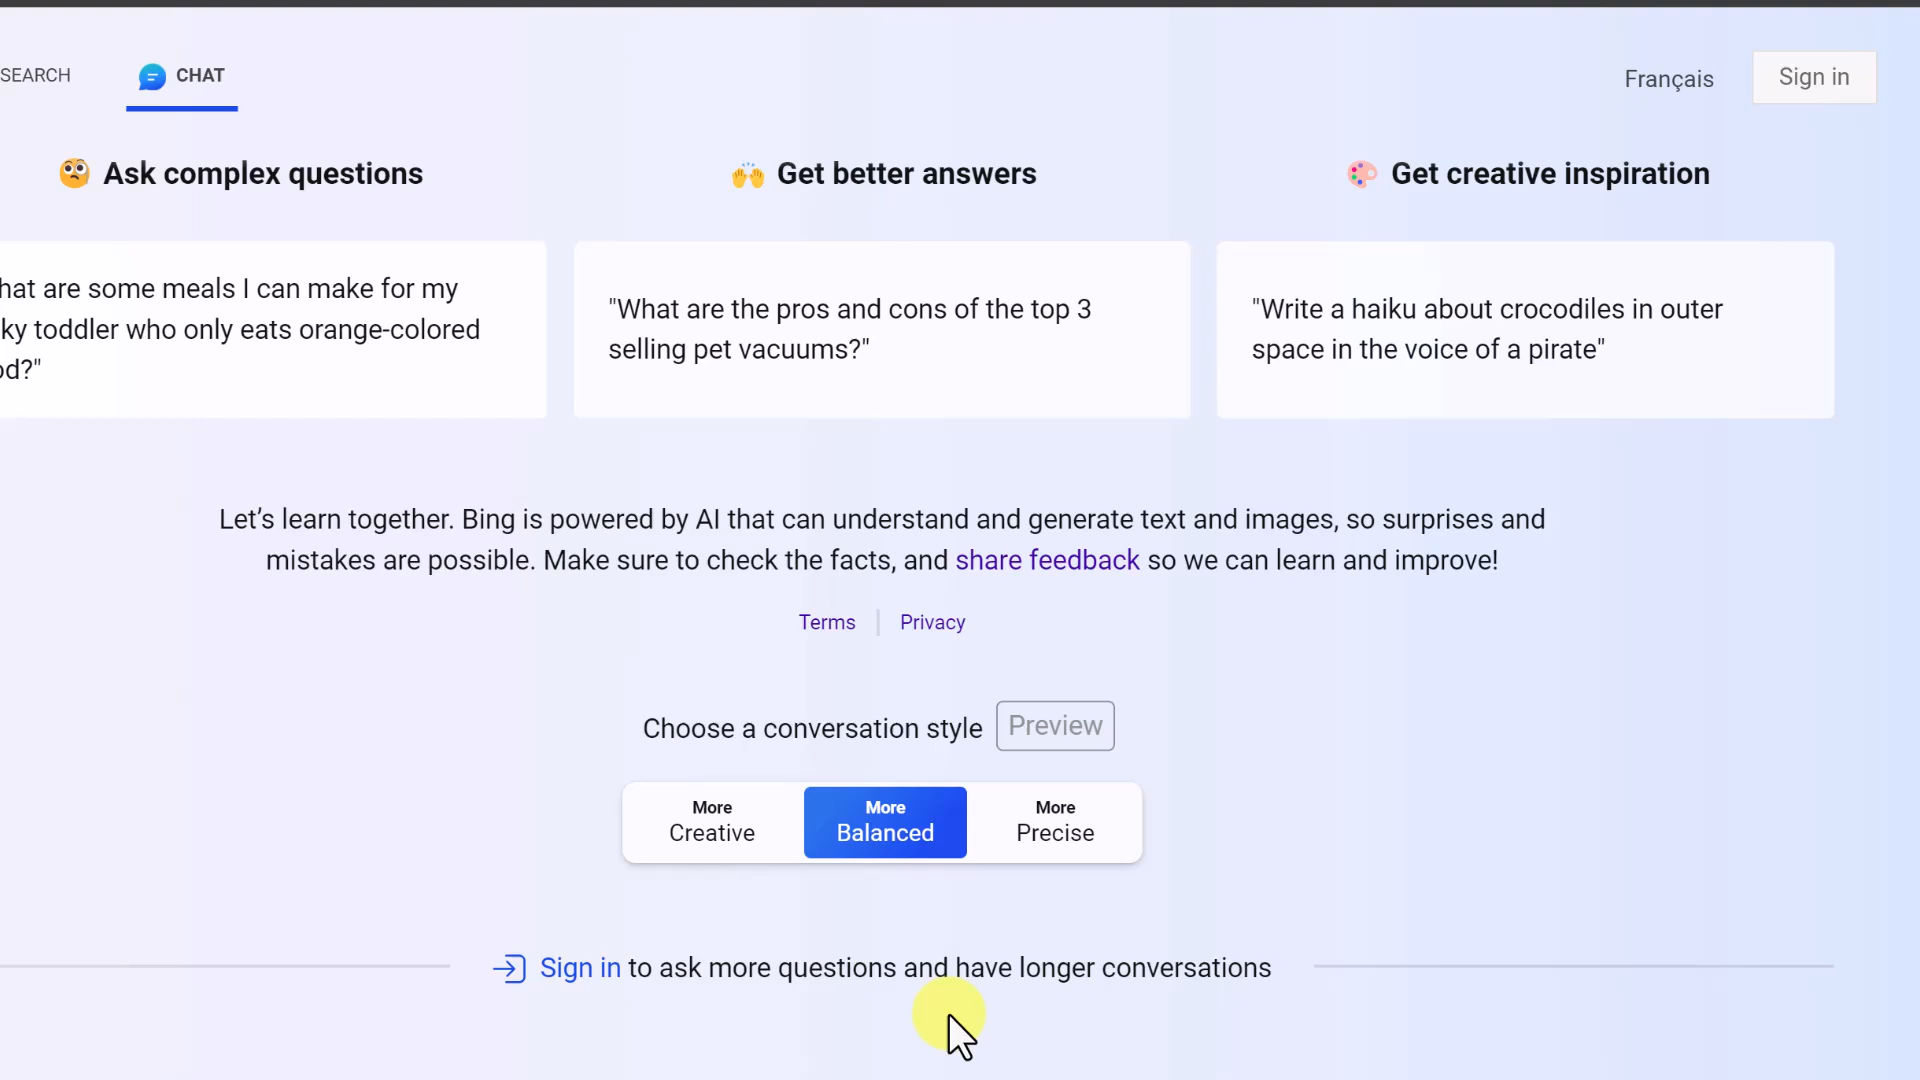 SEARCH
CHAT
Français
Sign in
Ask complex questions
Get better answers
Get creative inspiration
hat are some meals I can make for my
ky toddler who only eats orange-colored
od?"
"What are the pros and cons of the top 3
selling pet vacuums?"
"Write a haiku about crocodiles in outer
space in the voice of a pirate"
Let’s learn together. Bing is powered by AI that can understand and generate text and images, so surprises and
mistakes are possible. Make sure to check the facts, and share feedback so we can learn and improve!
Terms
Privacy
Choose a conversation style Preview
More
Creative
More
Balanced
More
Precise
Sign in to ask more questions and have longer conversations